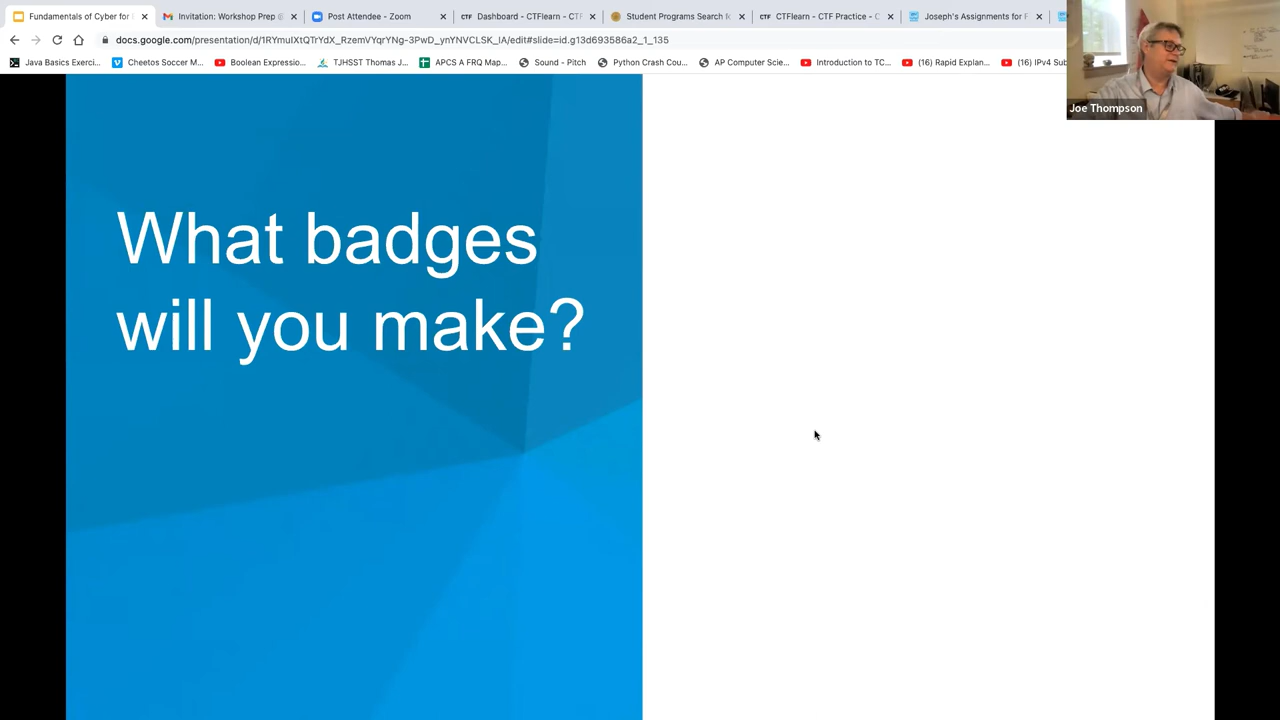 Fundamentals of Cyber for
Invitation: Workshop Prep @
Post Attendee - Zoom
CTF Dashboard - CTFlearn - CTF
Student Programs Search fo
CTF CTFlearn - CTF Practice - C
Joseph's Assignments for F
docs.google.com/presentation/d/1RYmuIXtQTrYdX_RzemVYqrYNg-3PwD_ynYNVCLSK_IA/edit#slide=id.g13d693586a2_1_135
Java Basics Exerci...
Cheetos Soccer M...
Boolean Expressio...
TJHSST Thomas J...
APCS A FRQ Map...
Sound - Pitch
Python Crash Cou...
AP Computer Scie...
Introduction to TC...
(16) Rapid Explan...
(16) IPv4 Sub
Joe Thompson
What badges
will you make?